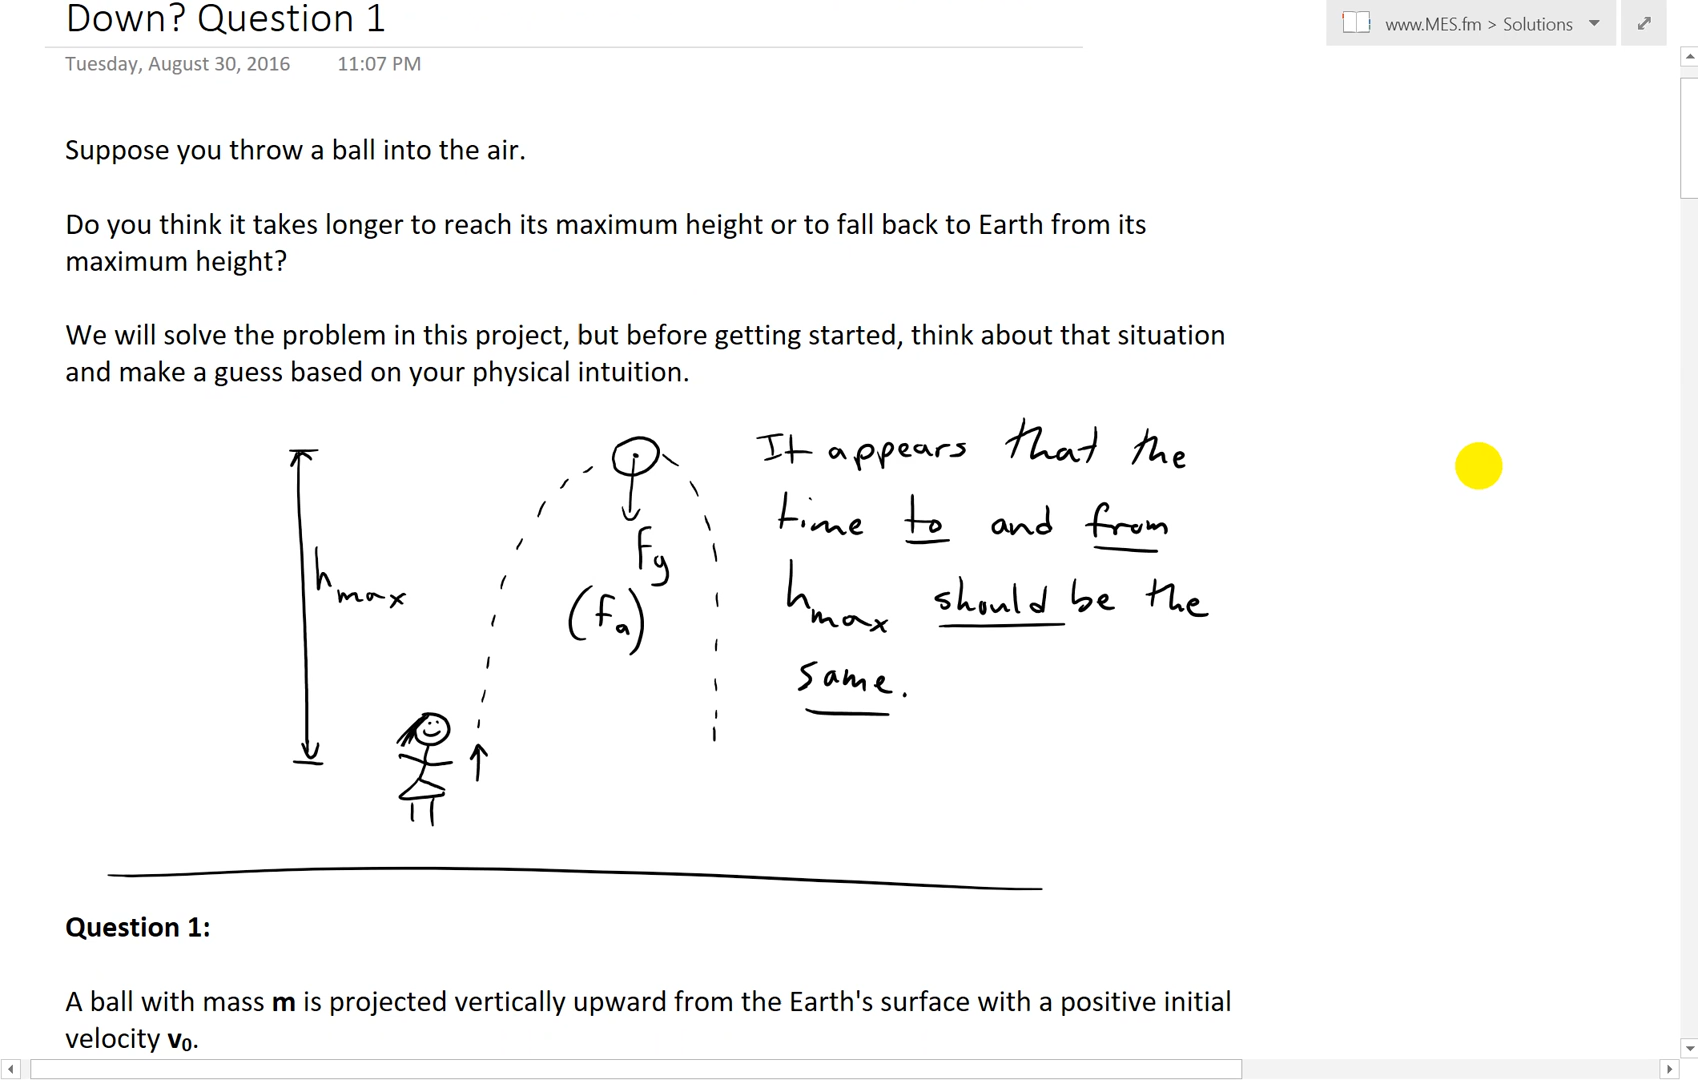 Down? Question 1
www.MES.fm > Solutions
Tuesday, August 30, 2016 11:07 PM
Suppose you throw a ball into the air.
Do you think it takes longer to reach its maximum height or to fall back to Earth from its
maximum height?
We will solve the problem in this project, but before getting started, think about that situation
and make a guess based on your physical intuition.
It appears that the
time to and from
hmax should be the
same.
hmax
Fg
(Fa)
Question 1:
A ball with mass m is projected vertically upward from the Earth's surface with a positive initial
velocity v₀.